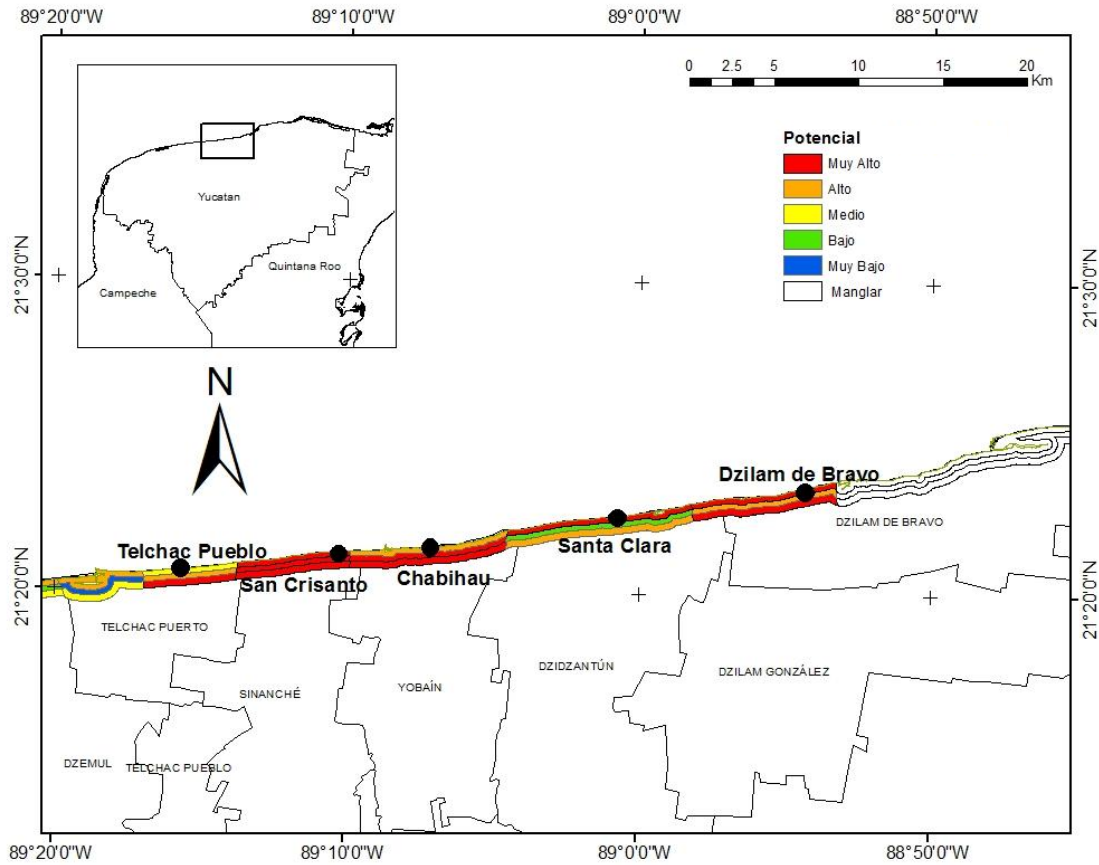 89°20'0"W 89°10'0"W 89°0'0"W 88°50'0"W
0 2.5 5 10 15 20
Km
Potencial
Muy Alto
Alto
Medio
Bajo
Muy Bajo
Manglar
Yucatan
Quintana Roo
Campeche
21°30'0"N
21°30'0"N
N
Dzilam de Bravo
DZILAM DE BRAVO
Telchac Pueblo
Santa Clara
San Crisanto
Chabihau
21°20'0"N
21°20'0"N
TELCHAC PUERTO
SINANCHÉ
YOBAÍN
DZIDZANTÚN
DZILAM GONZÁLEZ
DZEMUL
TELCHAC PUEBLO
89°20'0"W 89°10'0"W 89°0'0"W 88°50'0"W